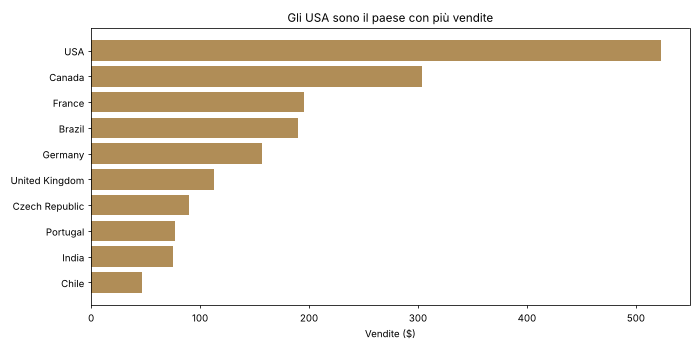 Gli USA sono il paese con più vendite
USA
Canada
France
Brazil
Germany
United Kingdom
Czech Republic
Portugal
India
Chile
0 100 200 300 400 500
Vendite ($)